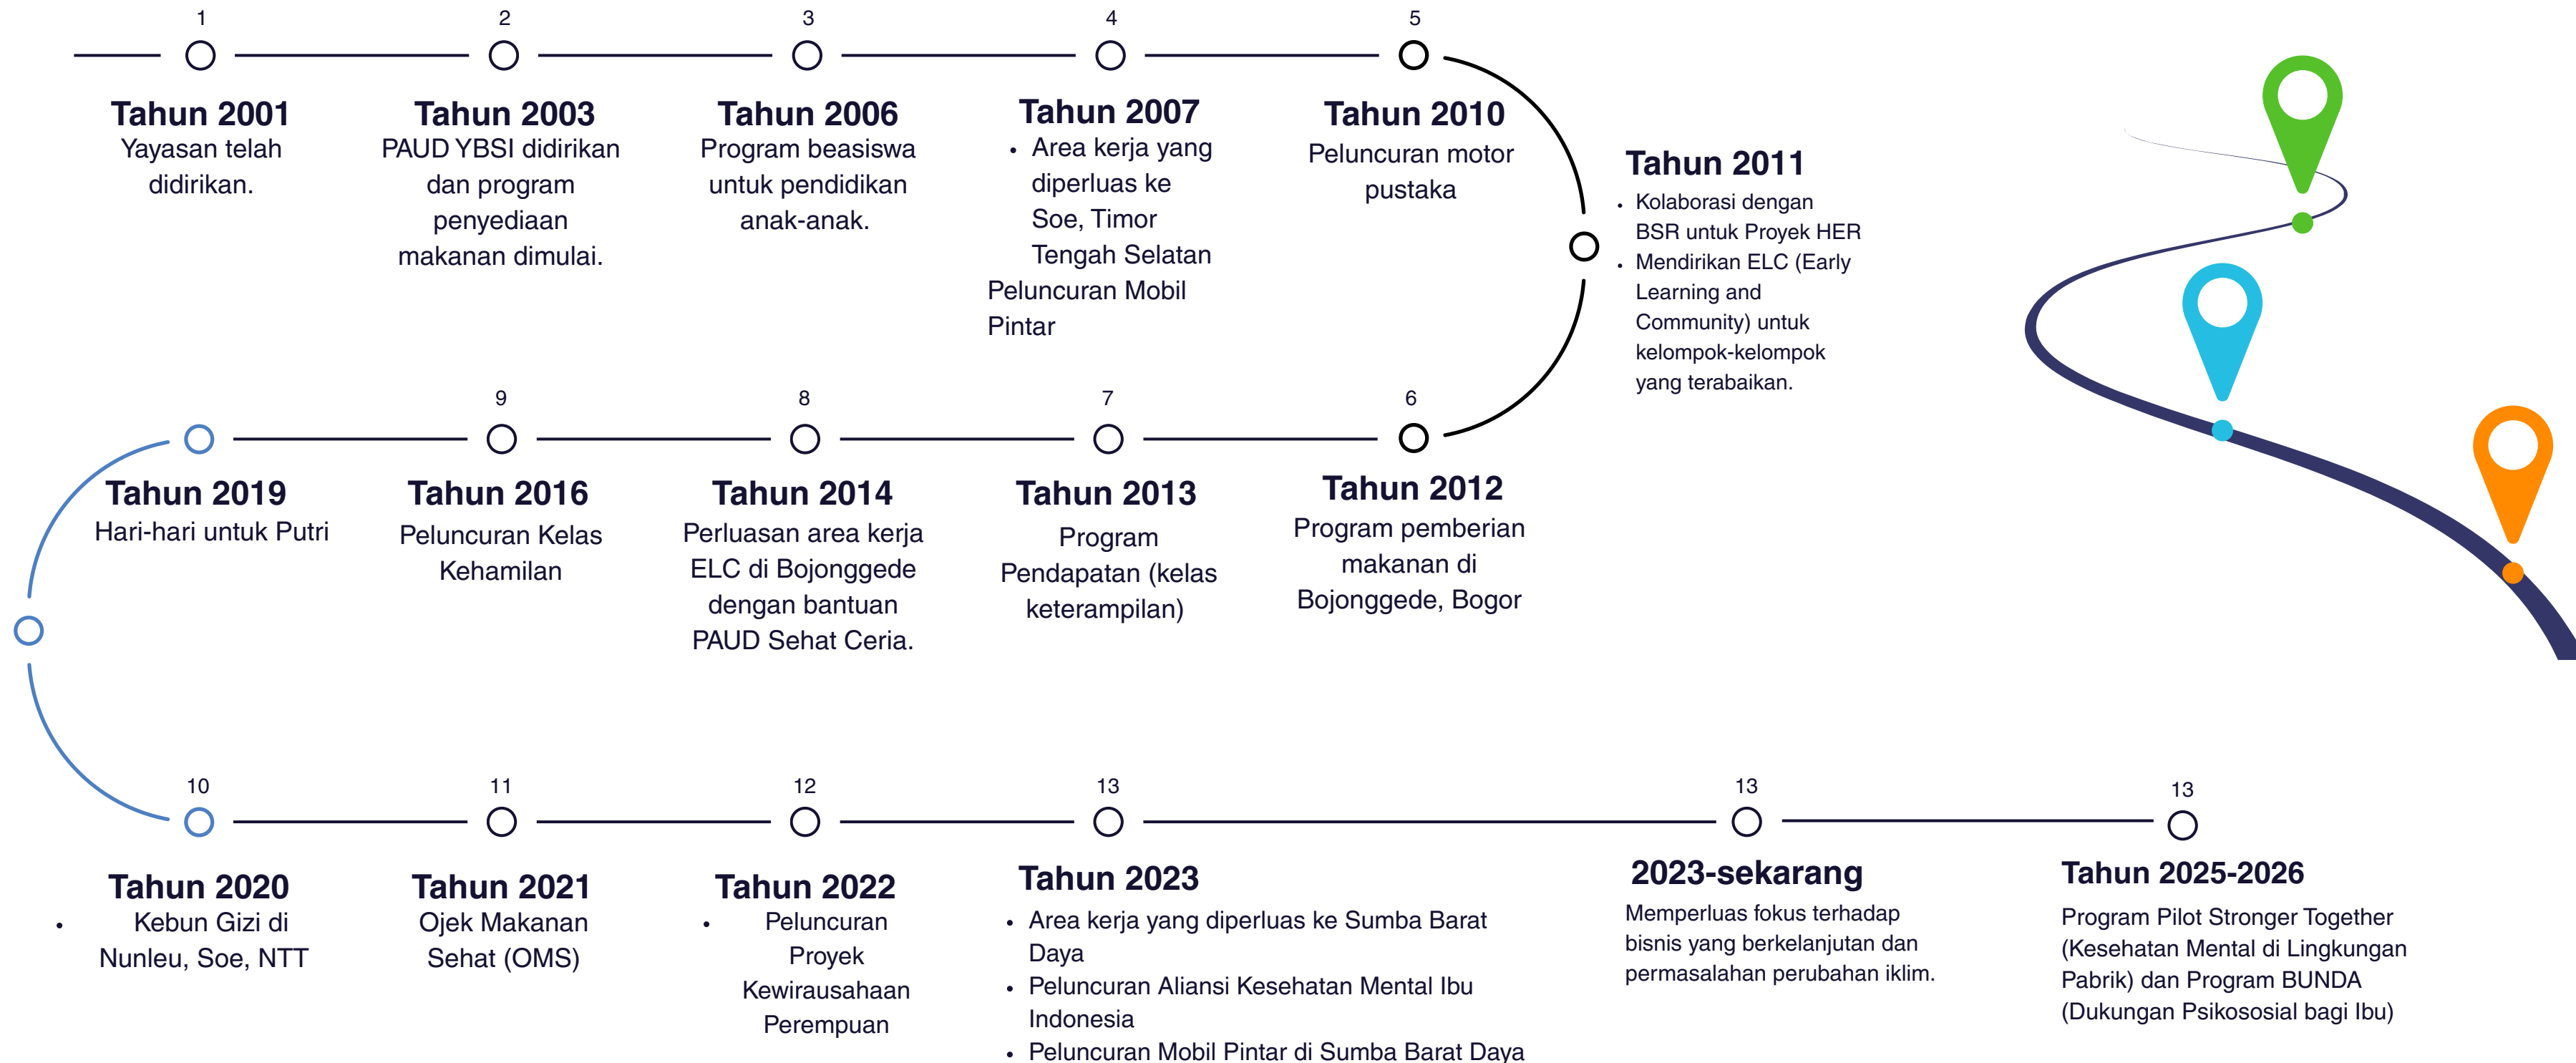 1
Tahun 2001
Yayasan telah
didirikan.
2
Tahun 2003
PAUD YBSI didirikan
dan program
penyediaan
makanan dimulai.
3
Tahun 2006
Program beasiswa
untuk pendidikan
anak-anak.
4
Tahun 2007
• Area kerja yang
diperluas ke
Soe, Timor
Tengah Selatan
Peluncuran Mobil
Pintar
5
Tahun 2010
Peluncuran motor
pustaka
Tahun 2011
• Kolaborasi dengan
BSR untuk Proyek HER
• Mendirikan ELC (Early
Learning and
Community) untuk
kelompok-kelompok
yang terabaikan.
6
Tahun 2012
Program pemberian
makanan di
Bojonggede, Bogor
7
Tahun 2013
Program
Pendapatan (kelas
keterampilan)
8
Tahun 2014
Perluasan area kerja
ELC di Bojonggede
dengan bantuan
PAUD Sehat Ceria.
9
Tahun 2016
Peluncuran Kelas
Kehamilan
Tahun 2019
Hari-hari untuk Putri
10
Tahun 2020
• Kebun Gizi di
Nunleu, Soe, NTT
11
Tahun 2021
Ojek Makanan
Sehat (OMS)
12
Tahun 2022
• Peluncuran
Proyek
Kewirausahaan
Perempuan
13
Tahun 2023
• Area kerja yang diperluas ke Sumba Barat
Daya
• Peluncuran Aliansi Kesehatan Mental Ibu
Indonesia
• Peluncuran Mobil Pintar di Sumba Barat Daya
13
2023-sekarang
Memperluas fokus terhadap
bisnis yang berkelanjutan dan
permasalahan perubahan iklim.
13
Tahun 2025-2026
Program Pilot Stronger Together
(Kesehatan Mental di Lingkungan
Pabrik) dan Program BUNDA
(Dukungan Psikososial bagi Ibu)